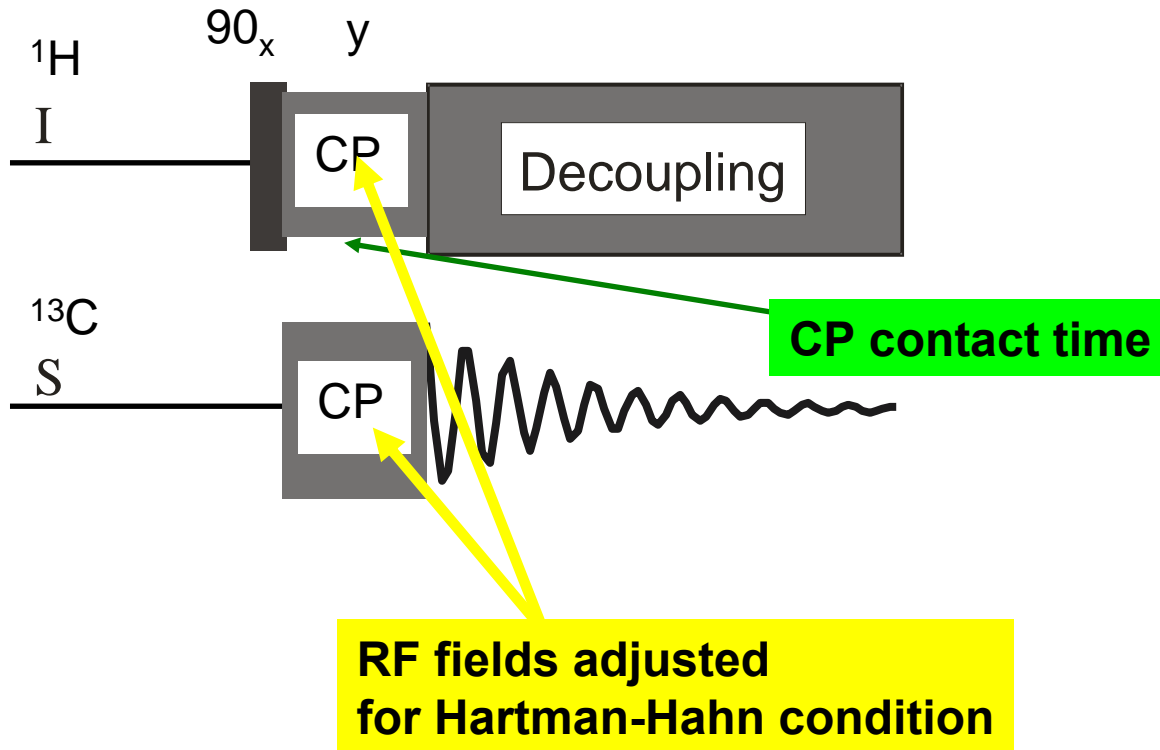 90ₓ y
¹H
I
CP
Decoupling
¹³C
CP contact time
S
CP
RF fields adjusted
for Hartman-Hahn condition